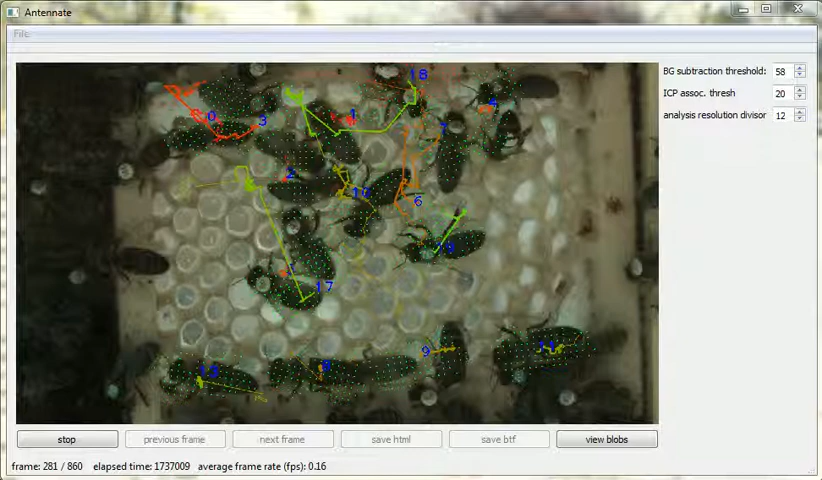 Antennate
File
BG subtraction threshold: 58
ICP assoc. thresh 20
analysis resolution divisor 12
18
0
3
1
4
7
2
6
17
9
11
13
8
stop
previous frame
next frame
save html
save btf
view blobs
frame: 281 / 860 elapsed time: 1737009 average frame rate (fps): 0.16